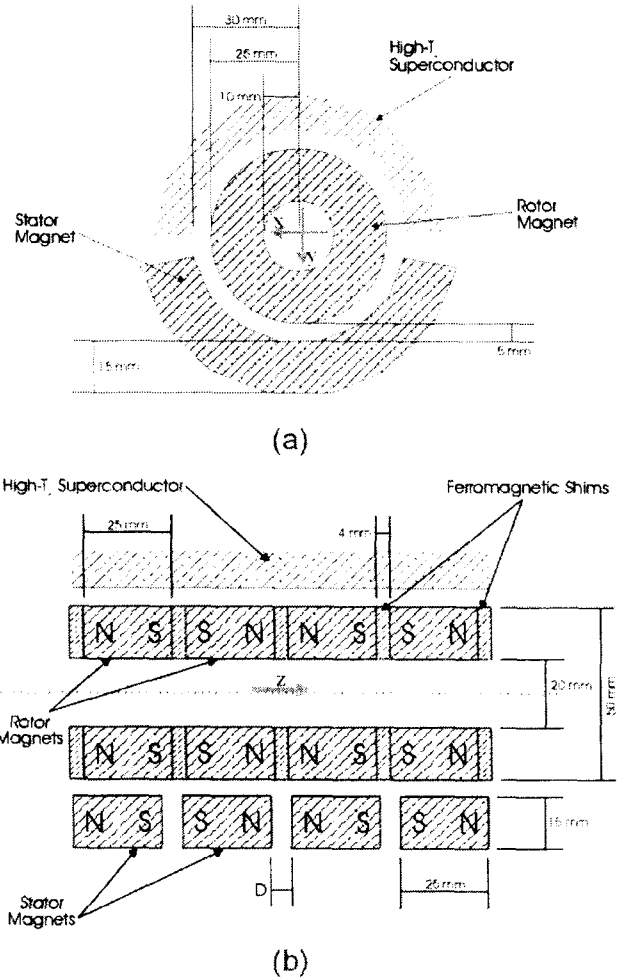 30 mm
25 mm
10 mm
High-T
Superconductor
Stator
Magnet
Rotor
Magnet
X
Y
15 mm
5 mm
(a)
High-T, Superconductor
Ferromagnetic Shims
25 mm
4 mm
N S S N N S S N
Z
20 mm
50 mm
Rotor
Magnets
N S S N N S S N
N S S N N S S N
15 mm
Stator
Magnets
D
25 mm
(b)